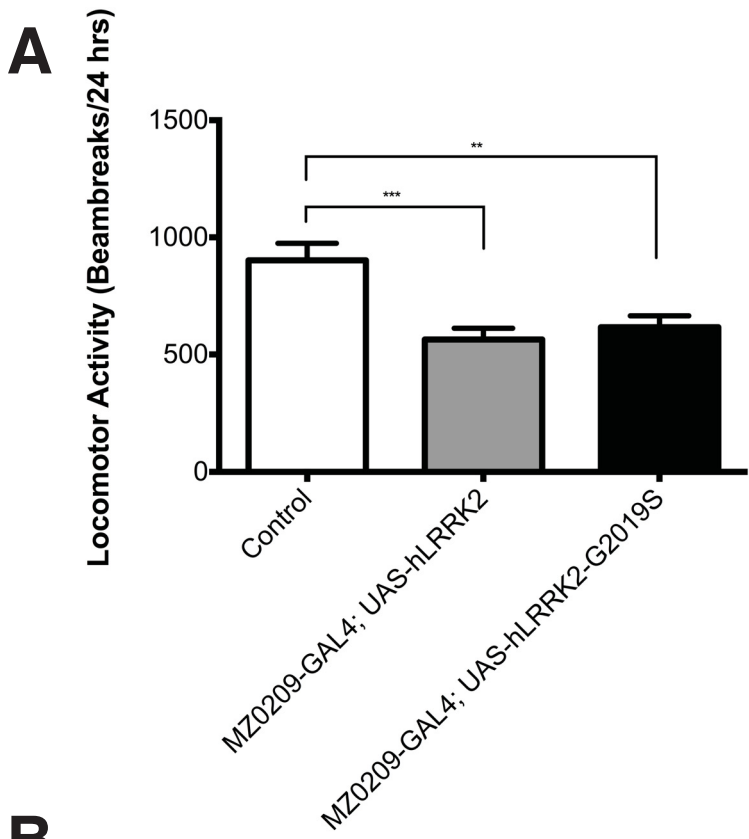 A
Locomotor Activity (Beambreaks/24 hrs)
1500
1000
500
0
**
***
Control
MZ0209-GAL4; UAS-hLRRK2
MZ0209-GAL4; UAS-hLRRK2-G2019S
B